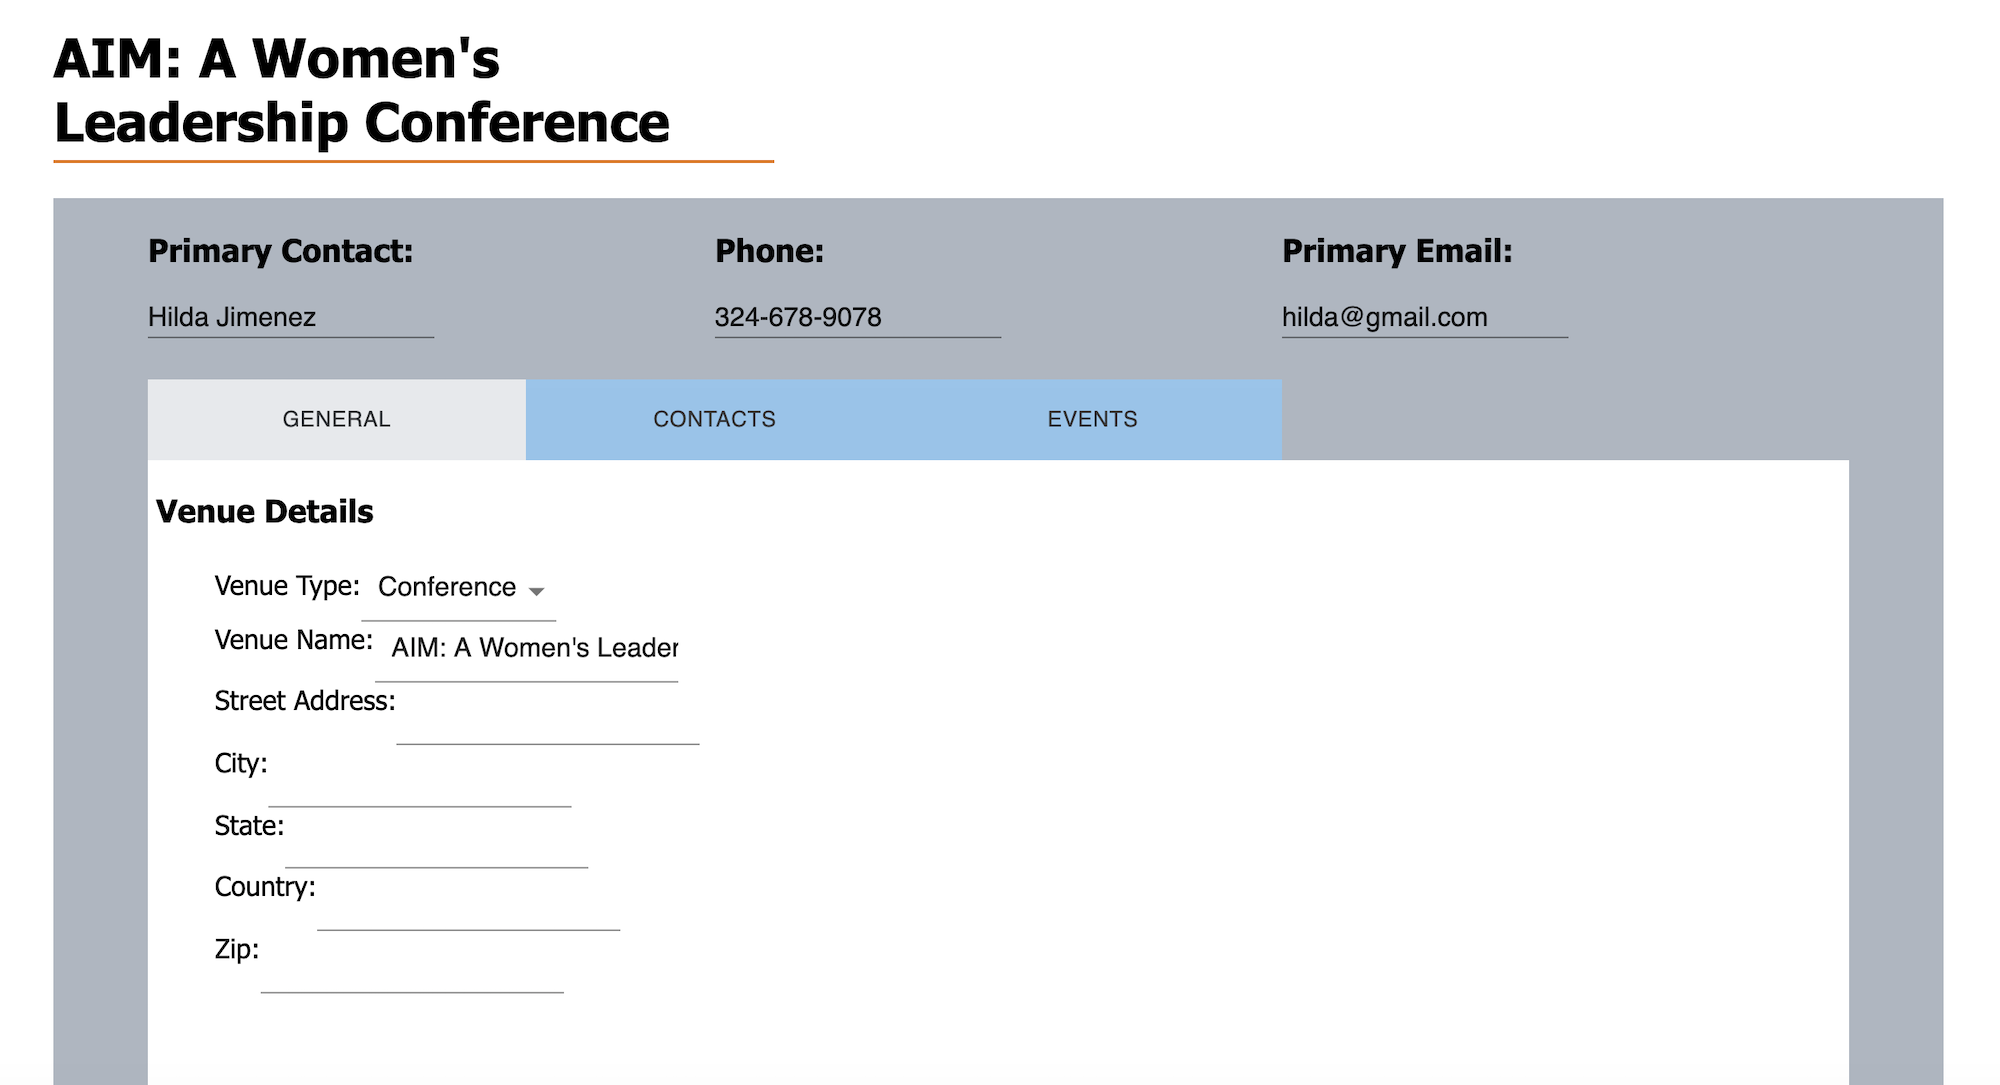 AIM: A Women's
Leadership Conference
Primary Contact: Phone: Primary Email:
Hilda Jimenez 324-678-9078 hilda@gmail.com
GENERAL CONTACTS EVENTS
Venue Details
Venue Type: Conference
Venue Name: AIM: A Women's Leader
Street Address:
City:
State:
Country:
Zip: